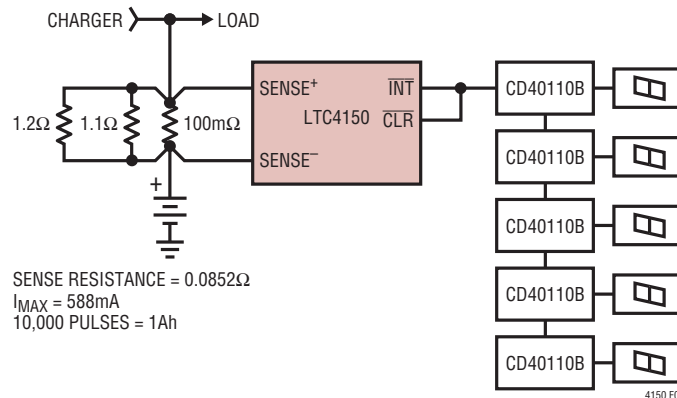 CHARGER
LOAD
SENSE+
INT
CD40110B
1.2Ω
1.1Ω
100mΩ
LTC4150
CLR
SENSE–
CD40110B
+
CD40110B
SENSE RESISTANCE = 0.0852Ω
IMAX = 588mA
10,000 PULSES = 1Ah
CD40110B
CD40110B